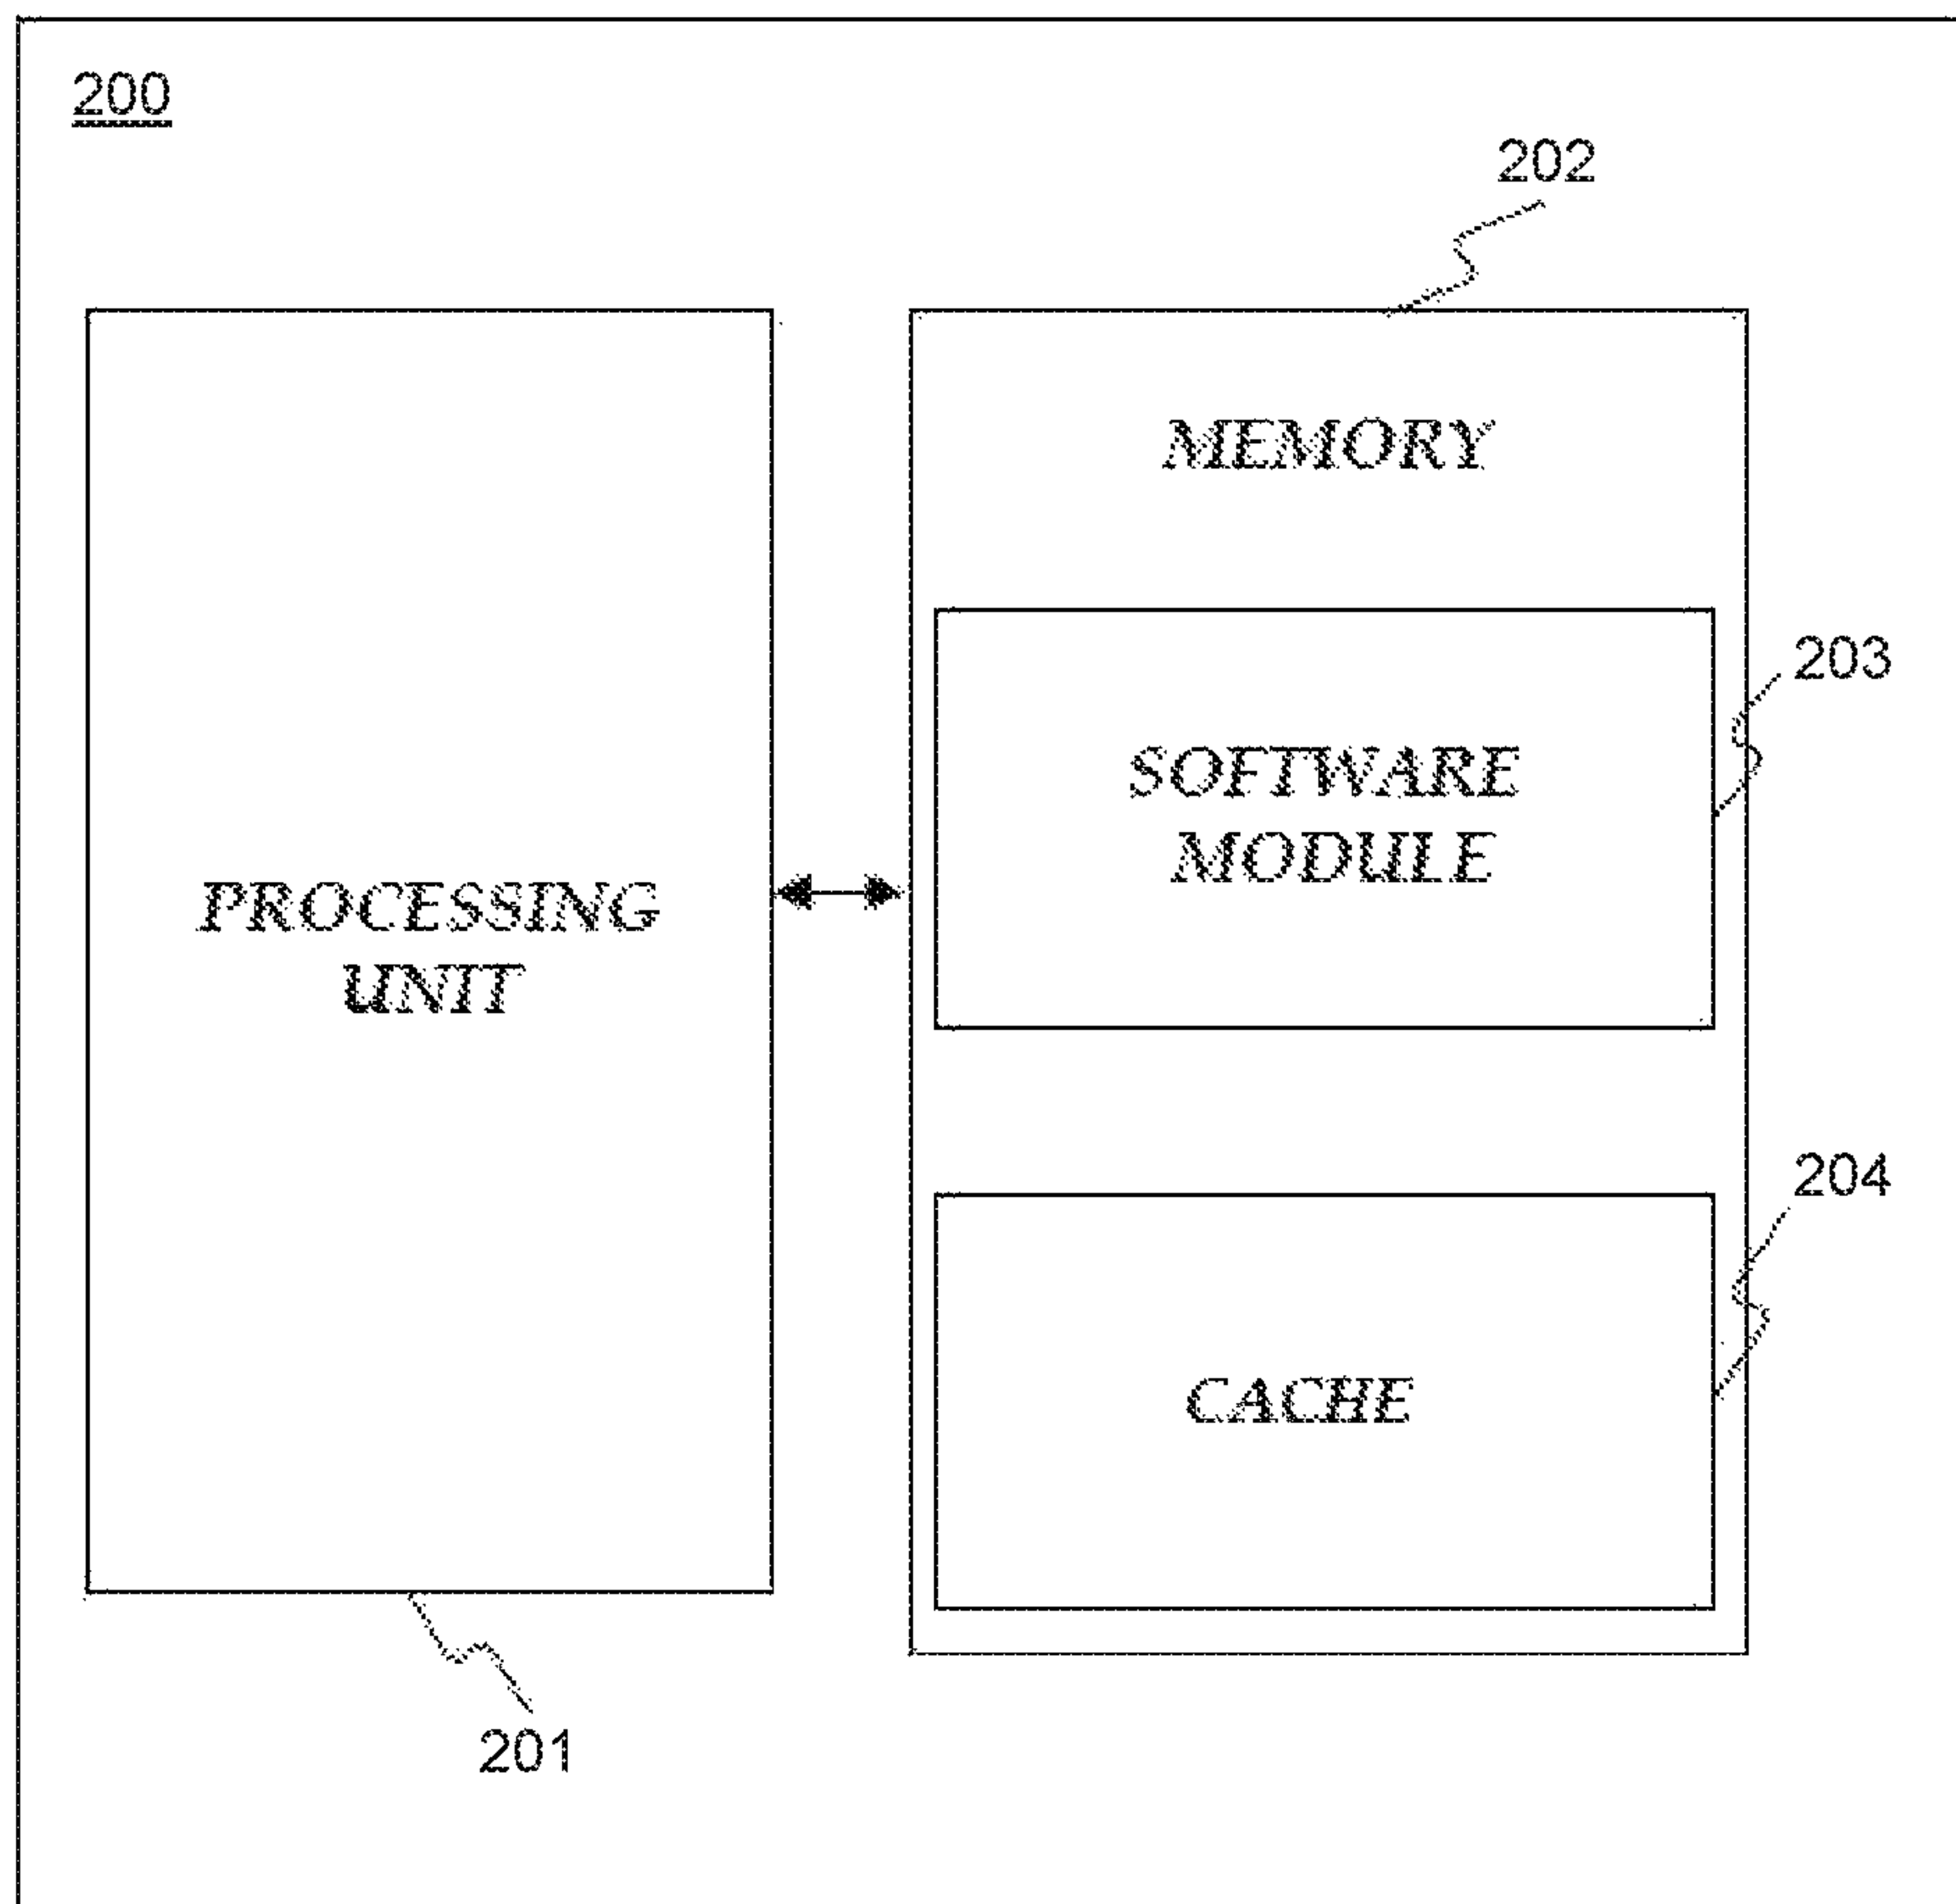 200
202
MEMORY
203
SOFTWARE
MODULE
PROCESSING
UNIT
204
CACHE
201